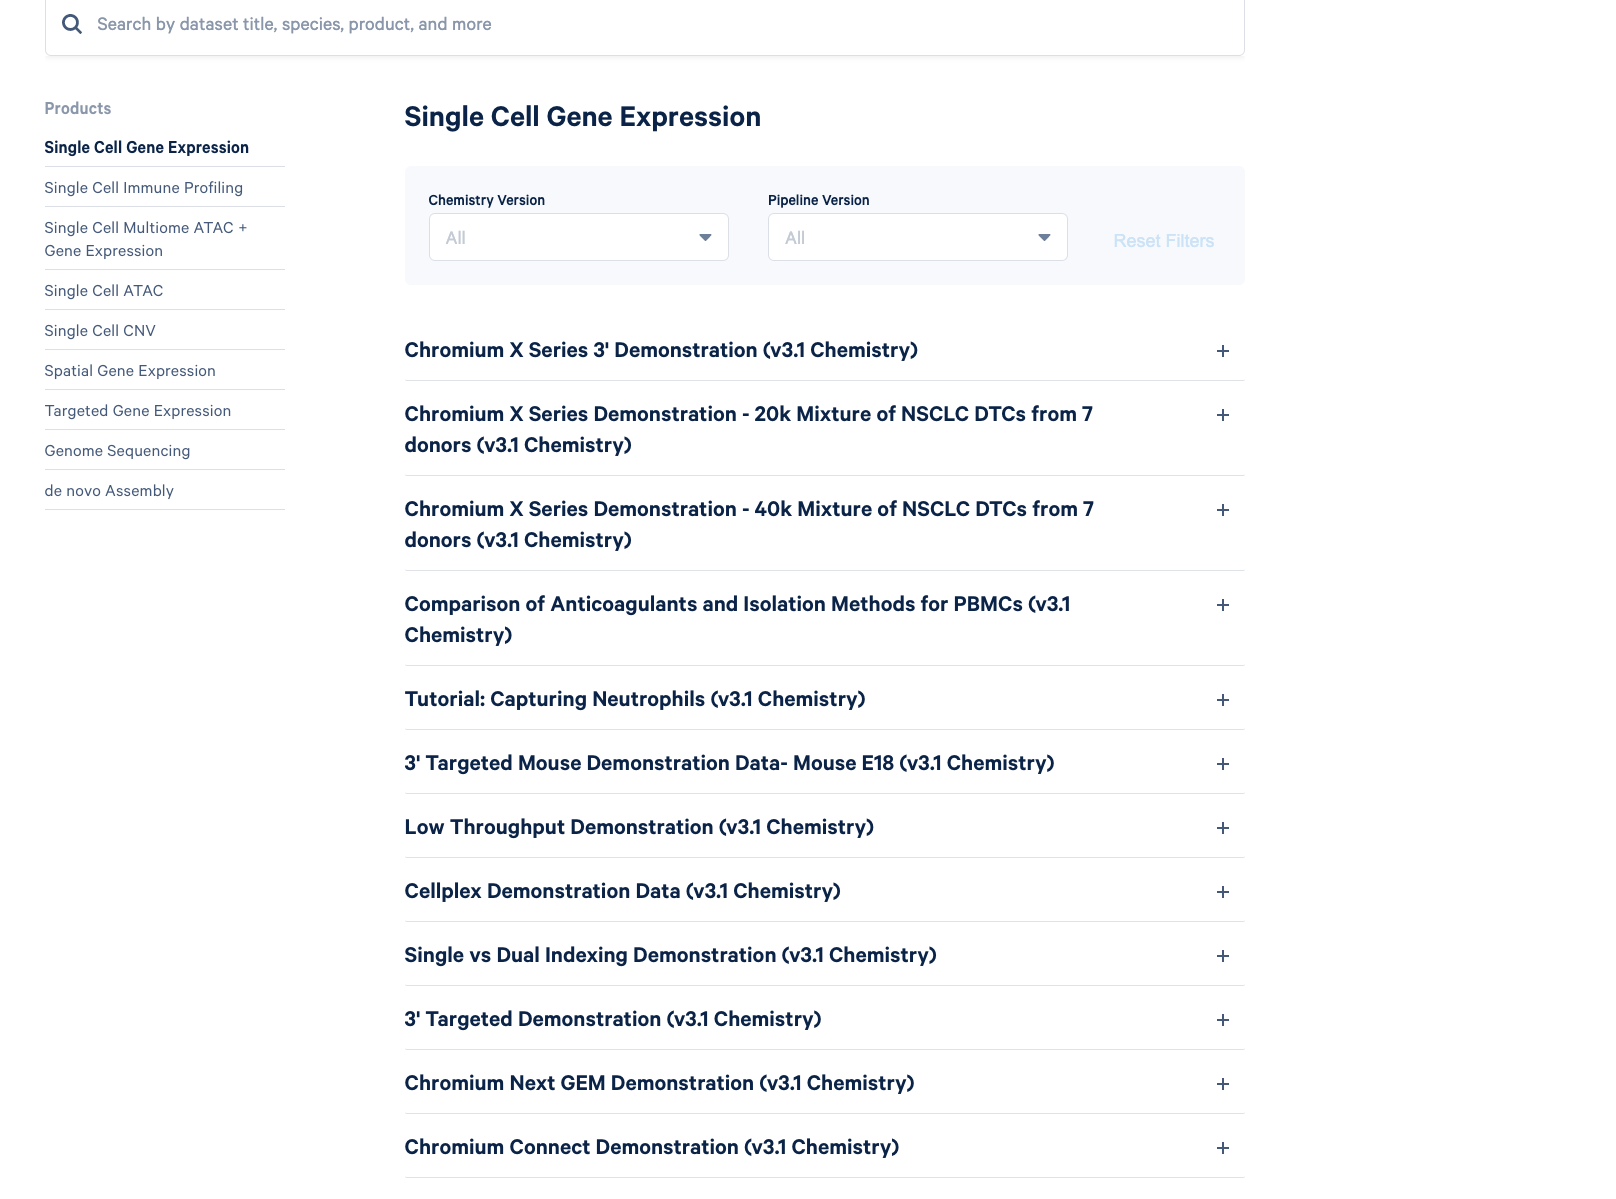 Search by dataset title, species, product, and more
Products
Single Cell Gene Expression
Single Cell Immune Profiling
Single Cell Multiome ATAC +
Gene Expression
Single Cell ATAC
Single Cell CNV
Spatial Gene Expression
Targeted Gene Expression
Genome Sequencing
de novo Assembly
Single Cell Gene Expression
Chemistry Version
All
Pipeline Version
All
Reset Filters
Chromium X Series 3' Demonstration (v3.1 Chemistry)
Chromium X Series Demonstration - 20k Mixture of NSCLC DTCs from 7
donors (v3.1 Chemistry)
Chromium X Series Demonstration - 40k Mixture of NSCLC DTCs from 7
donors (v3.1 Chemistry)
Comparison of Anticoagulants and Isolation Methods for PBMCs (v3.1
Chemistry)
Tutorial: Capturing Neutrophils (v3.1 Chemistry)
3' Targeted Mouse Demonstration Data- Mouse E18 (v3.1 Chemistry)
Low Throughput Demonstration (v3.1 Chemistry)
Cellplex Demonstration Data (v3.1 Chemistry)
Single vs Dual Indexing Demonstration (v3.1 Chemistry)
3' Targeted Demonstration (v3.1 Chemistry)
Chromium Next GEM Demonstration (v3.1 Chemistry)
Chromium Connect Demonstration (v3.1 Chemistry)